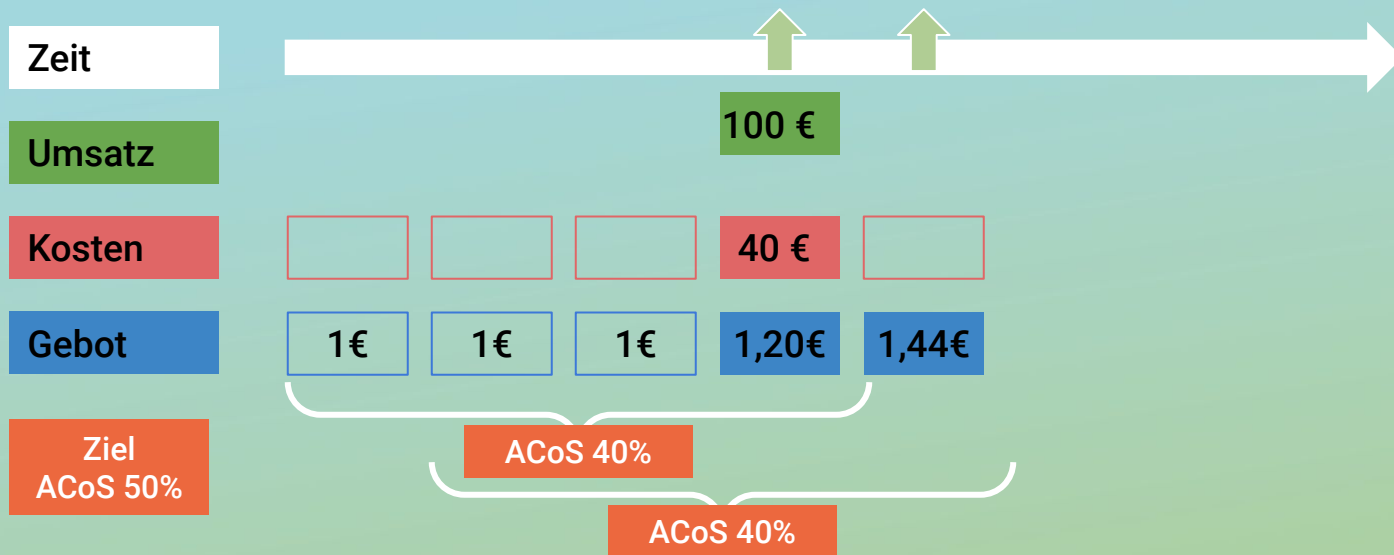 Zeit
Umsatz
100 €
Kosten
40 €
Gebot
1€
1€
1€
1,20€
1,44€
Ziel
ACoS 50%
ACoS 40%
ACoS 40%